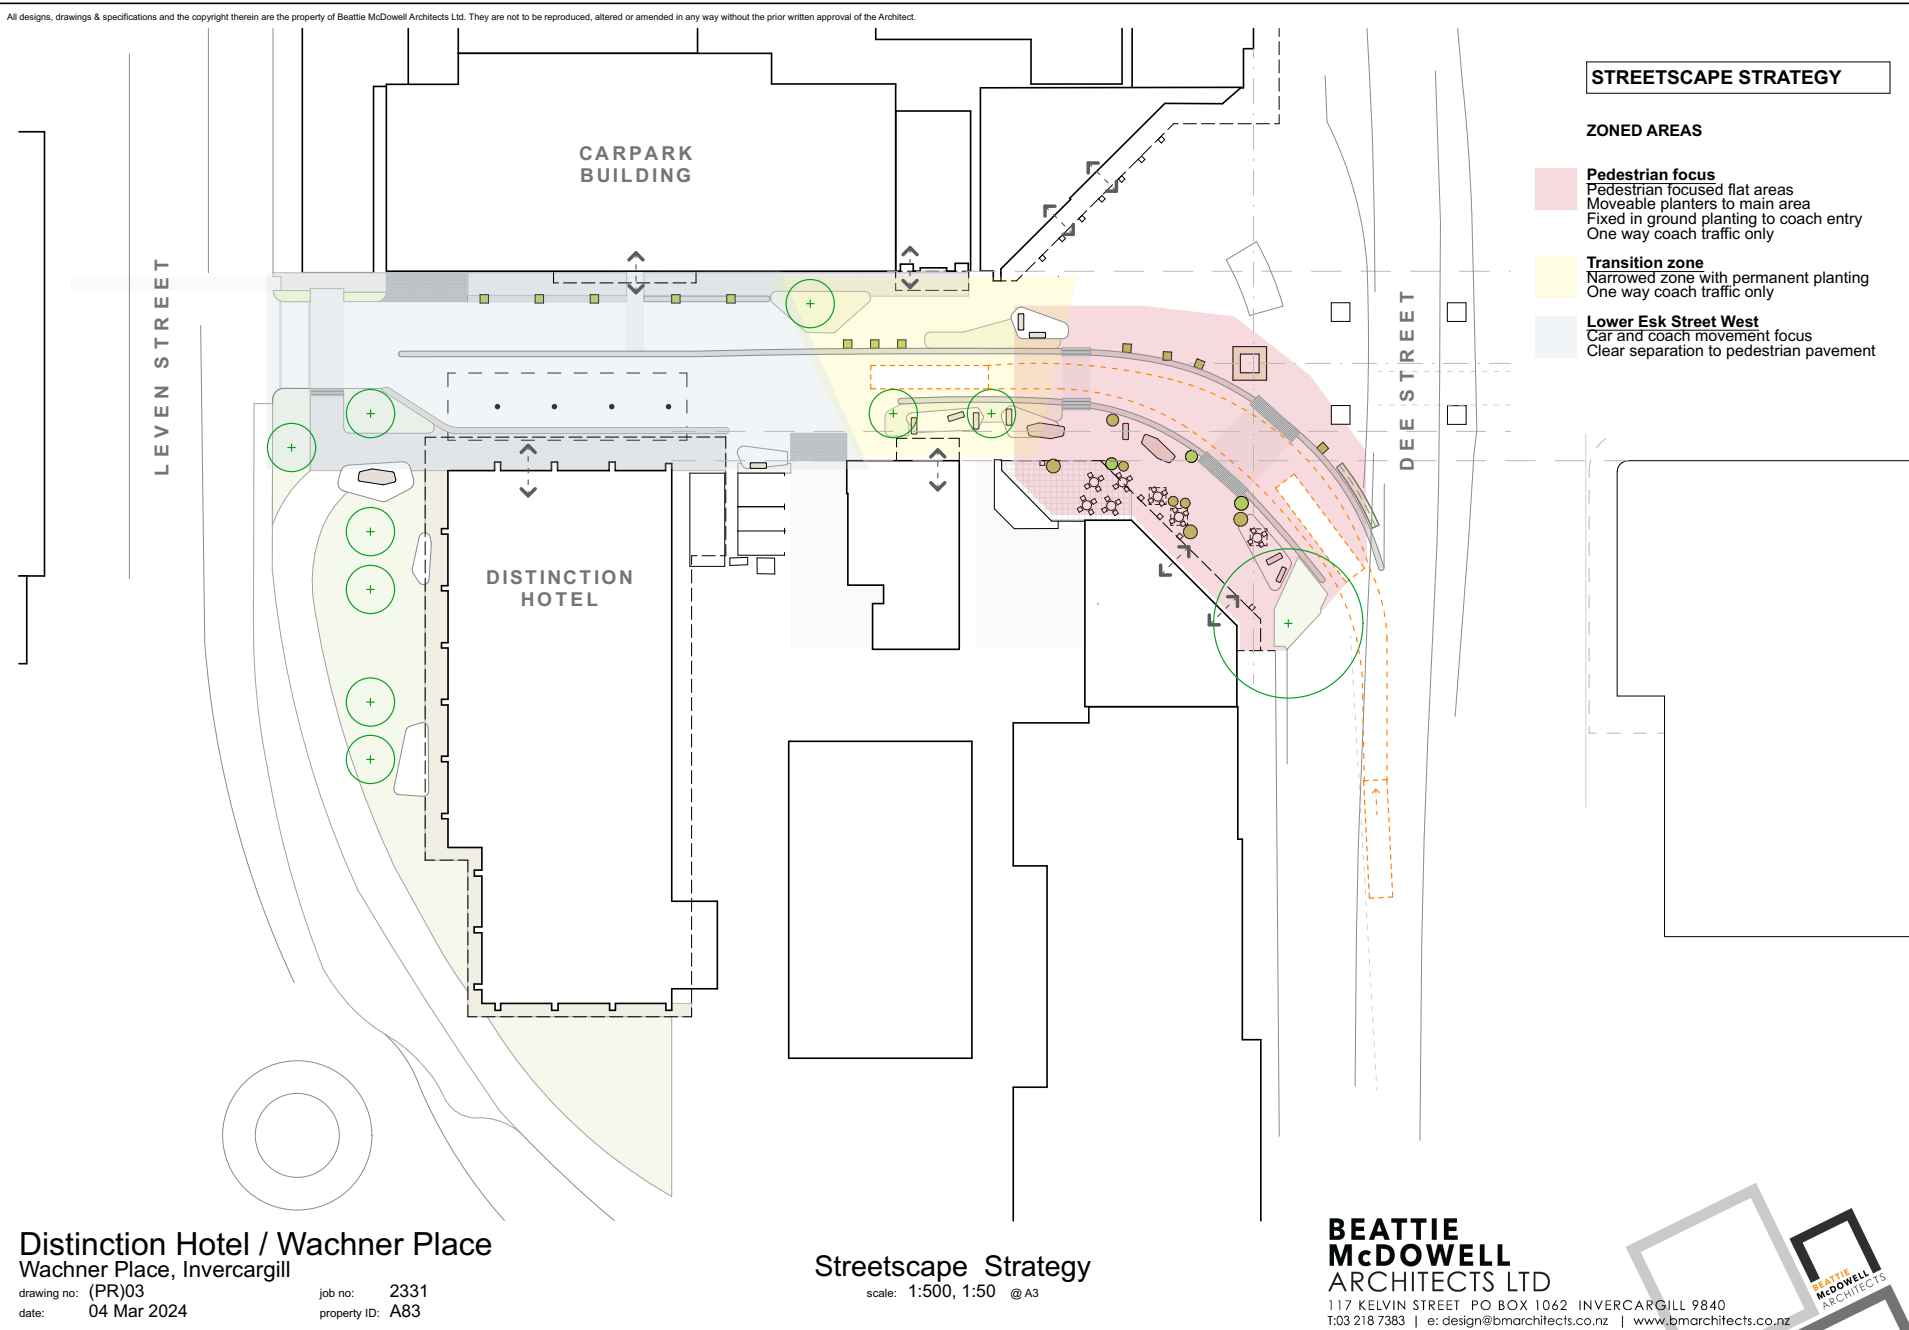 All designs, drawings & specifications and the copyright therein are the property of Beattie McDowell Architects Ltd. They are not to be reproduced, altered or amended in any way without the prior written approval of the Architect.
STREETSCAPE STRATEGY
ZONED AREAS
Pedestrian focus
Pedestrian focused flat areas
Moveable planters to main area
Fixed in ground planting to coach entry
One way coach traffic only
Transition zone
Narrowed zone with permanent planting
One way coach traffic only
Lower Esk Street West
Car and coach movement focus
Clear separation to pedestrian pavement
CARPARK
BUILDING
LEVEN STREET
DEE STREET
DISTINCTION
HOTEL
Distinction Hotel / Wachner Place
Wachner Place, Invercargill
drawing no: (PR)03 job no: 2331
date: 04 Mar 2024 property ID: A83
Streetscape Strategy
scale: 1:500, 1:50 @ A3
BEATTIE
McDOWELL
ARCHITECTS LTD
117 KELVIN STREET PO BOX 1062 INVERCARGILL 9840
T:03 218 7383 | e: design@bmarchitects.co.nz | www.bmarchitects.co.nz
BEATTIE
McDOWELL
ARCHITECTS